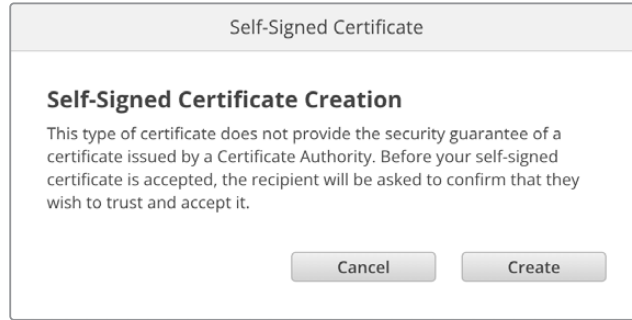 Self-Signed Certificate
Self-Signed Certificate Creation
This type of certificate does not provide the security guarantee of a
certificate issued by a Certificate Authority. Before your self-signed
certificate is accepted, the recipient will be asked to confirm that they
wish to trust and accept it.
Cancel Create